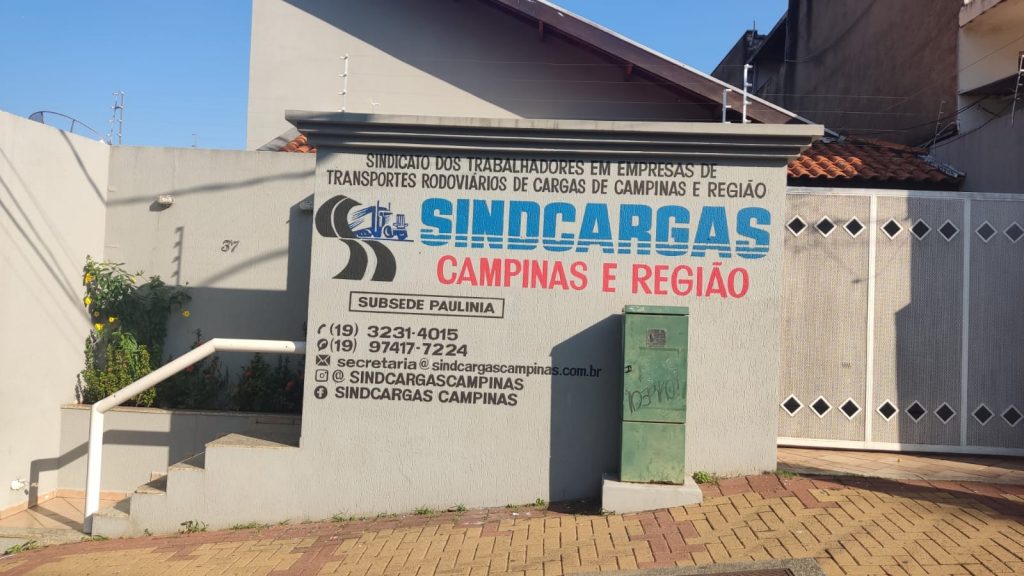 SINDICATO DOS TRABALHADORES EM EMPRESAS DE
TRANSPORTES RODOVIÁRIOS DE CARGAS DE CAMPINAS E REGIÃO
SINDCARGAS
CAMPINAS E REGIÃO
37
SUBSEDE PAULINIA
(19) 3231-4015
(19) 97417-7224
secretaria@sindcargascampinas.com.br
@SINDCARGASCAMPINAS
SINDCARGAS CAMPINAS